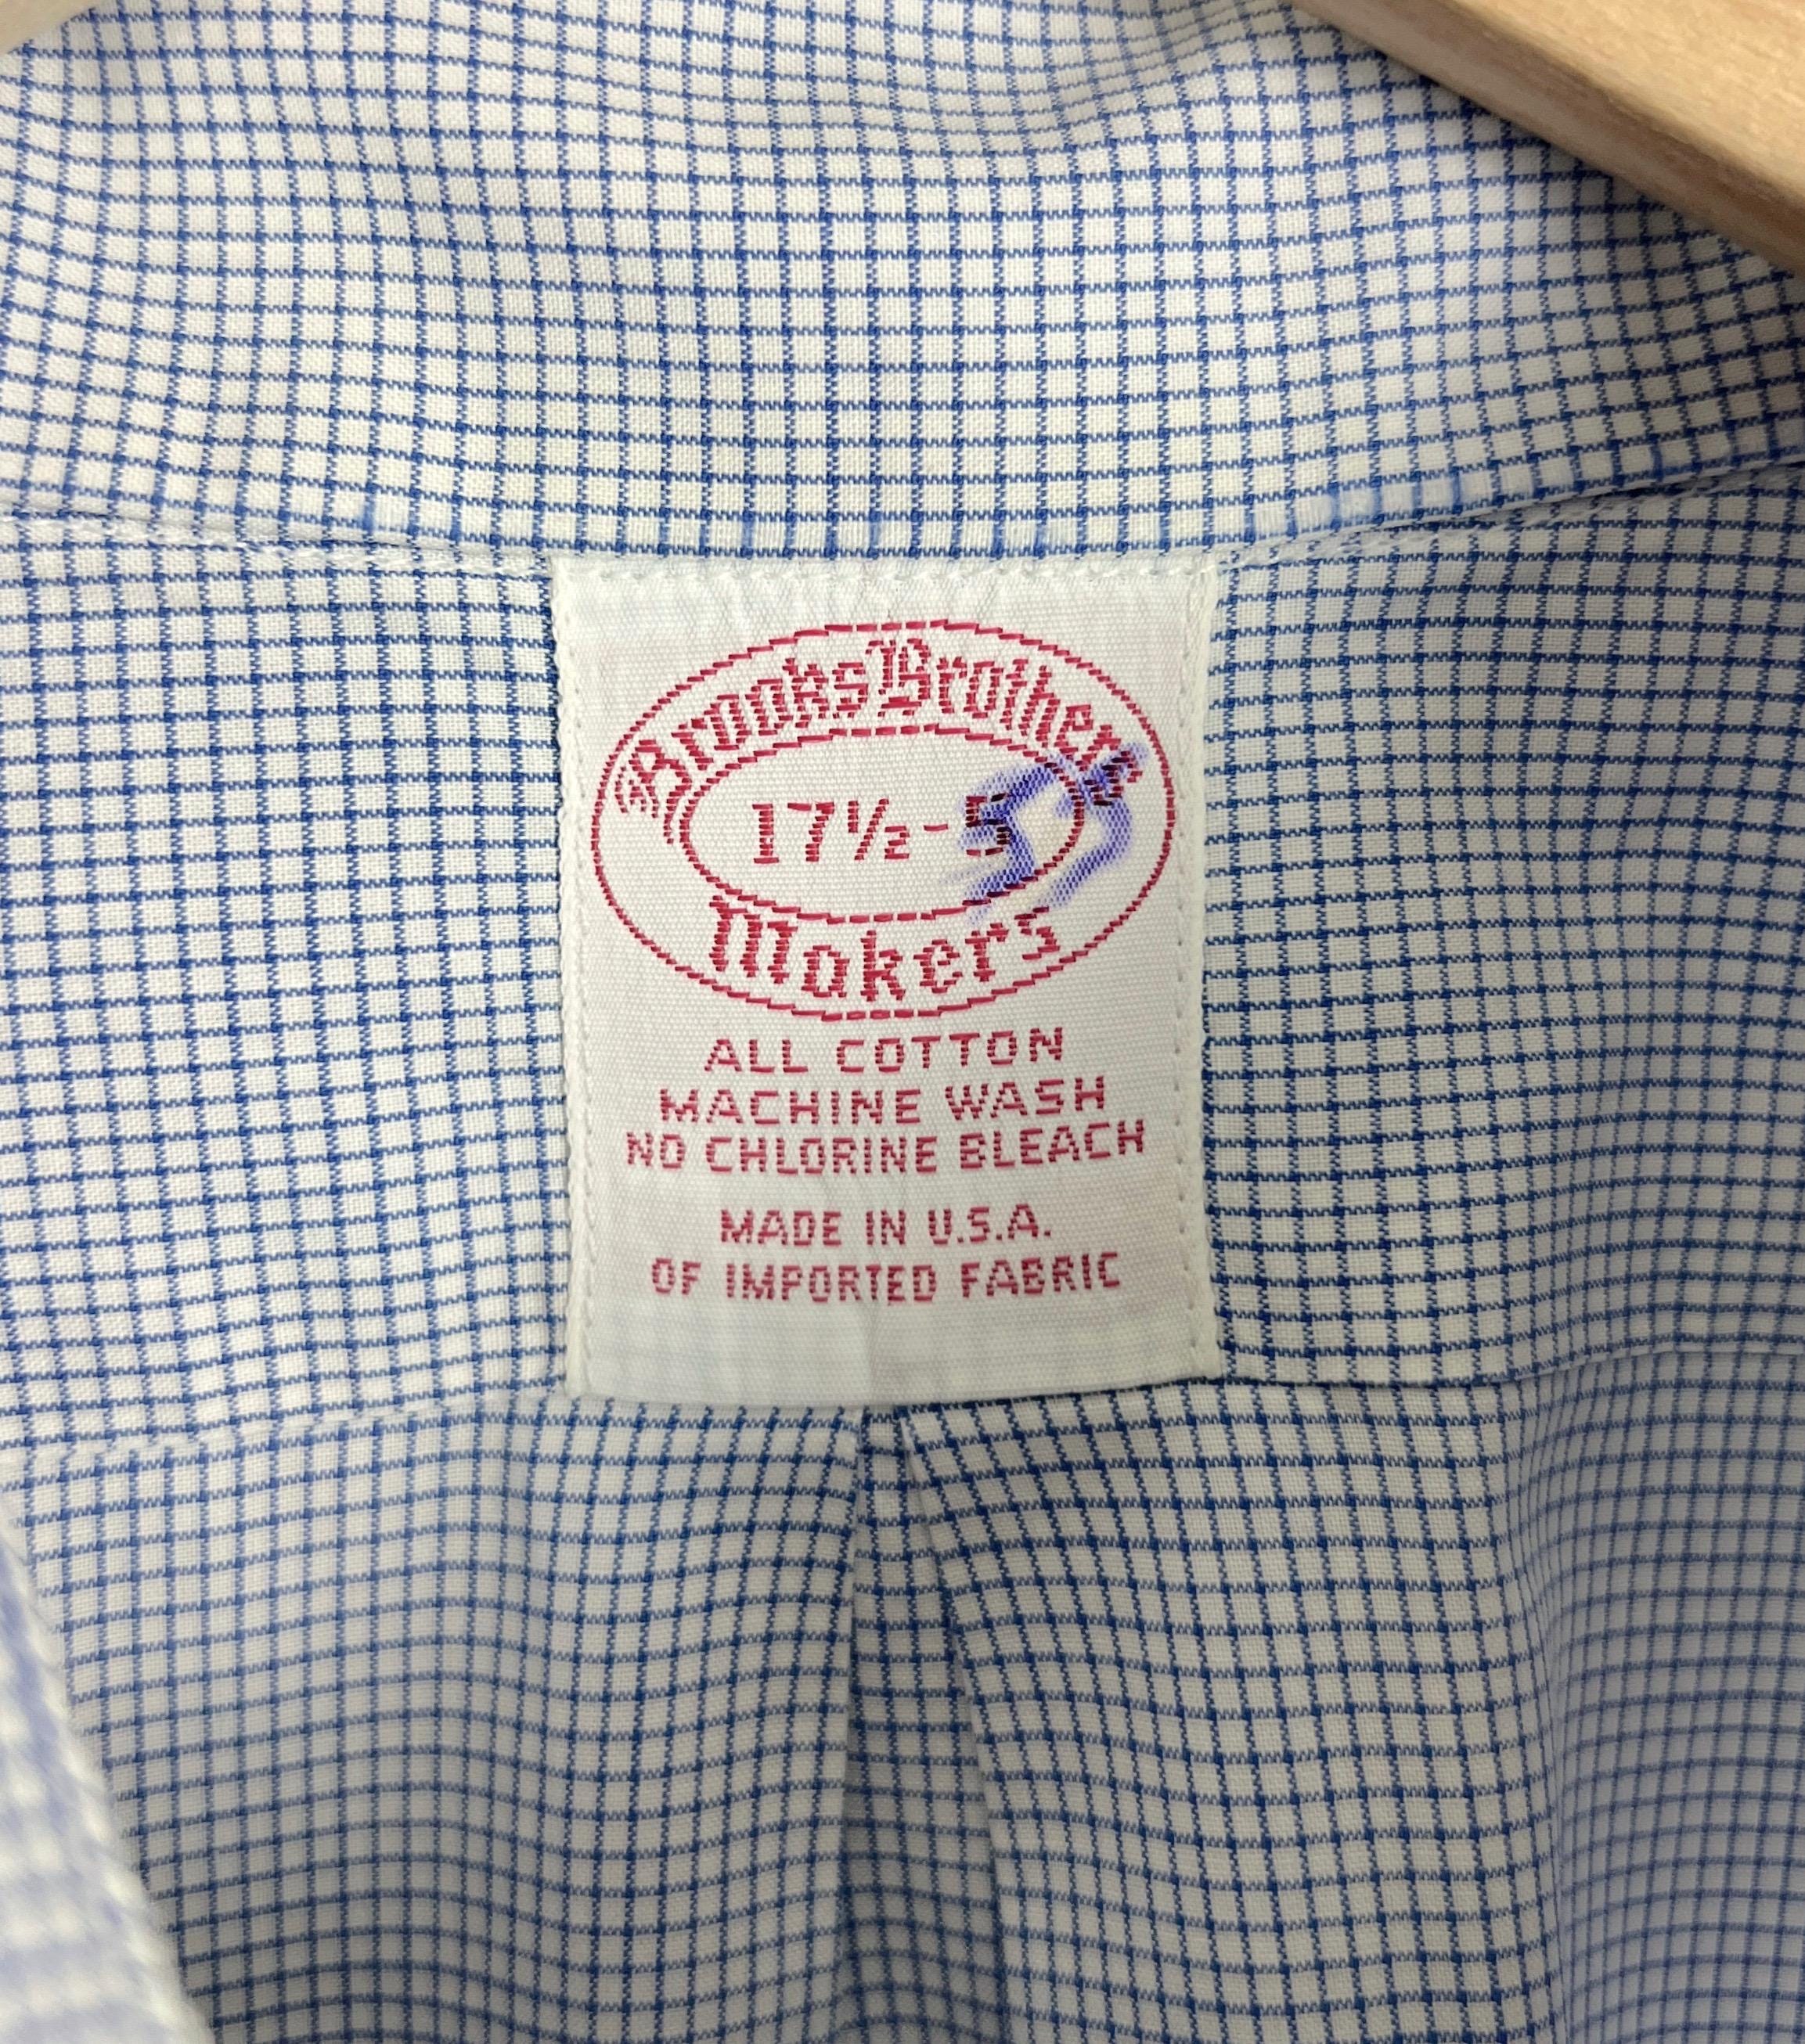 Brooks Brothers
17½-5
Makers
ALL COTTON
MACHINE WASH
NO CHLORINE BLEACH
MADE IN U.S.A.
OF IMPORTED FABRIC